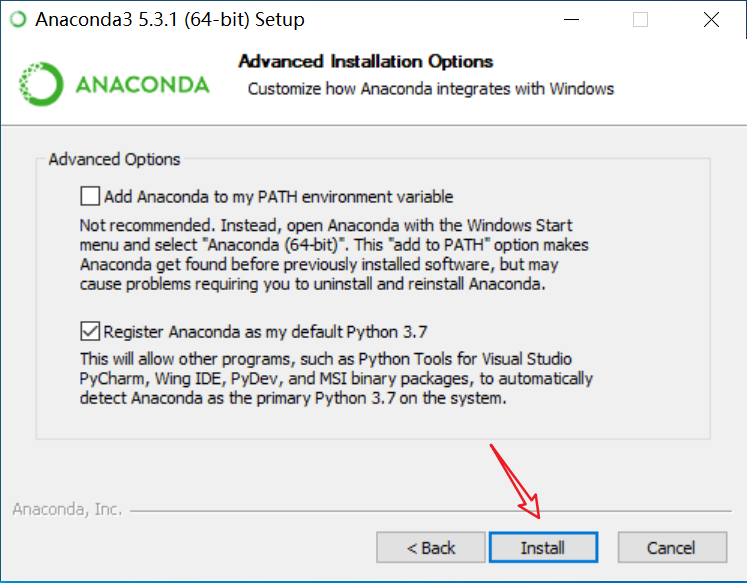 Anaconda3 5.3.1 (64-bit) Setup
ANACONDA
Advanced Installation Options
Customize how Anaconda integrates with Windows
Advanced Options
Add Anaconda to my PATH environment variable
Not recommended. Instead, open Anaconda with the Windows Start
menu and select "Anaconda (64-bit)". This "add to PATH" option makes
Anaconda get found before previously installed software, but may
cause problems requiring you to uninstall and reinstall Anaconda.
Register Anaconda as my default Python 3.7
This will allow other programs, such as Python Tools for Visual Studio
PyCharm, Wing IDE, PyDev, and MSI binary packages, to automatically
detect Anaconda as the primary Python 3.7 on the system.
Anaconda, Inc.
< Back
Install
Cancel